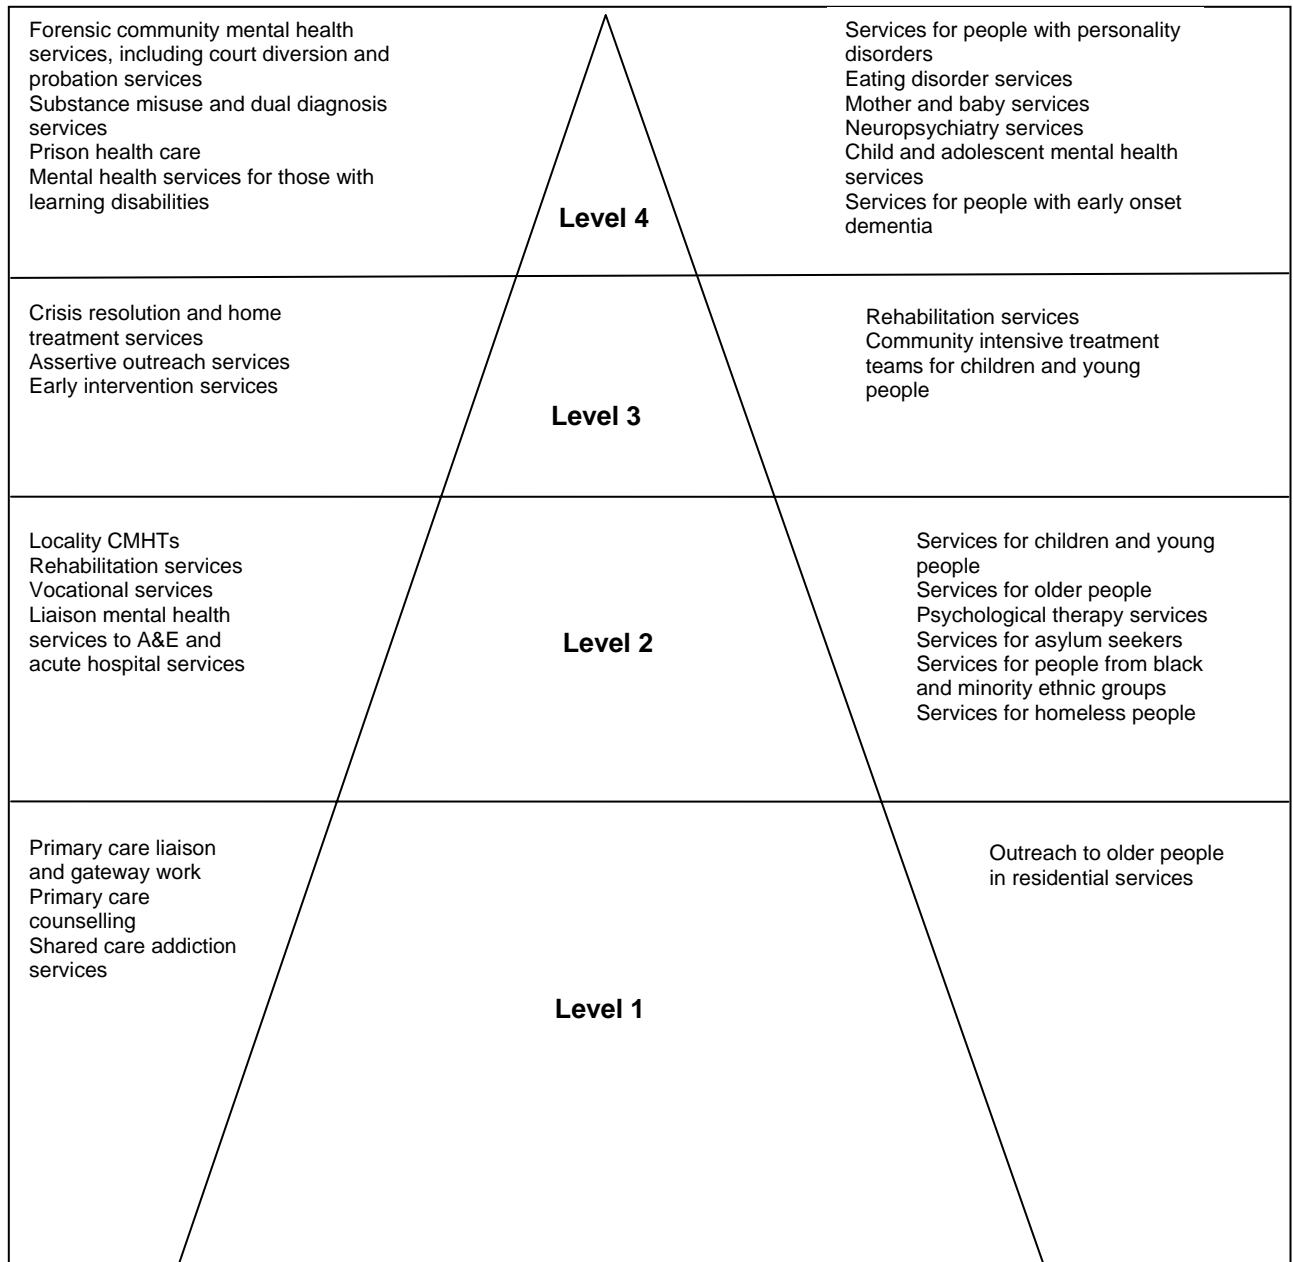 Forensic community mental health
services, including court diversion and
probation services
Substance misuse and dual diagnosis
services
Prison health care
Mental health services for those with
learning disabilities
Level 4
Services for people with personality
disorders
Eating disorder services
Mother and baby services
Neuropsychiatry services
Child and adolescent mental health
services
Services for people with early onset
dementia
Crisis resolution and home
treatment services
Assertive outreach services
Early intervention services
Level 3
Rehabilitation services
Community intensive treatment
teams for children and young
people
Locality CMHTs
Rehabilitation services
Vocational services
Liaison mental health
services to A&E and
acute hospital services
Level 2
Services for children and young
people
Services for older people
Psychological therapy services
Services for asylum seekers
Services for people from black
and minority ethnic groups
Services for homeless people
Primary care liaison
and gateway work
Primary care
counselling
Shared care addiction
services
Level 1
Outreach to older people
in residential services